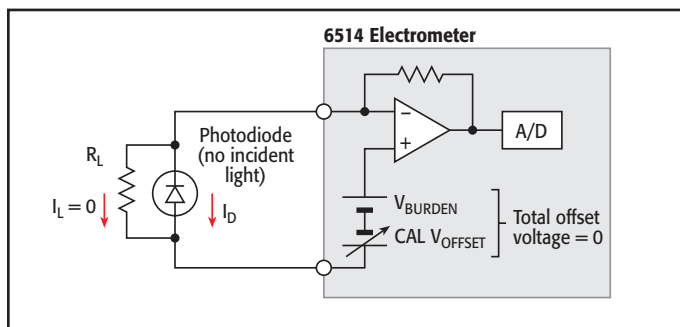 6514 Electrometer
Photodiode
(no incident
light)
R_L
I_L = 0
I_D
−
+
A/D
V_BURDEN
CAL V_OFFSET
Total offset
voltage = 0